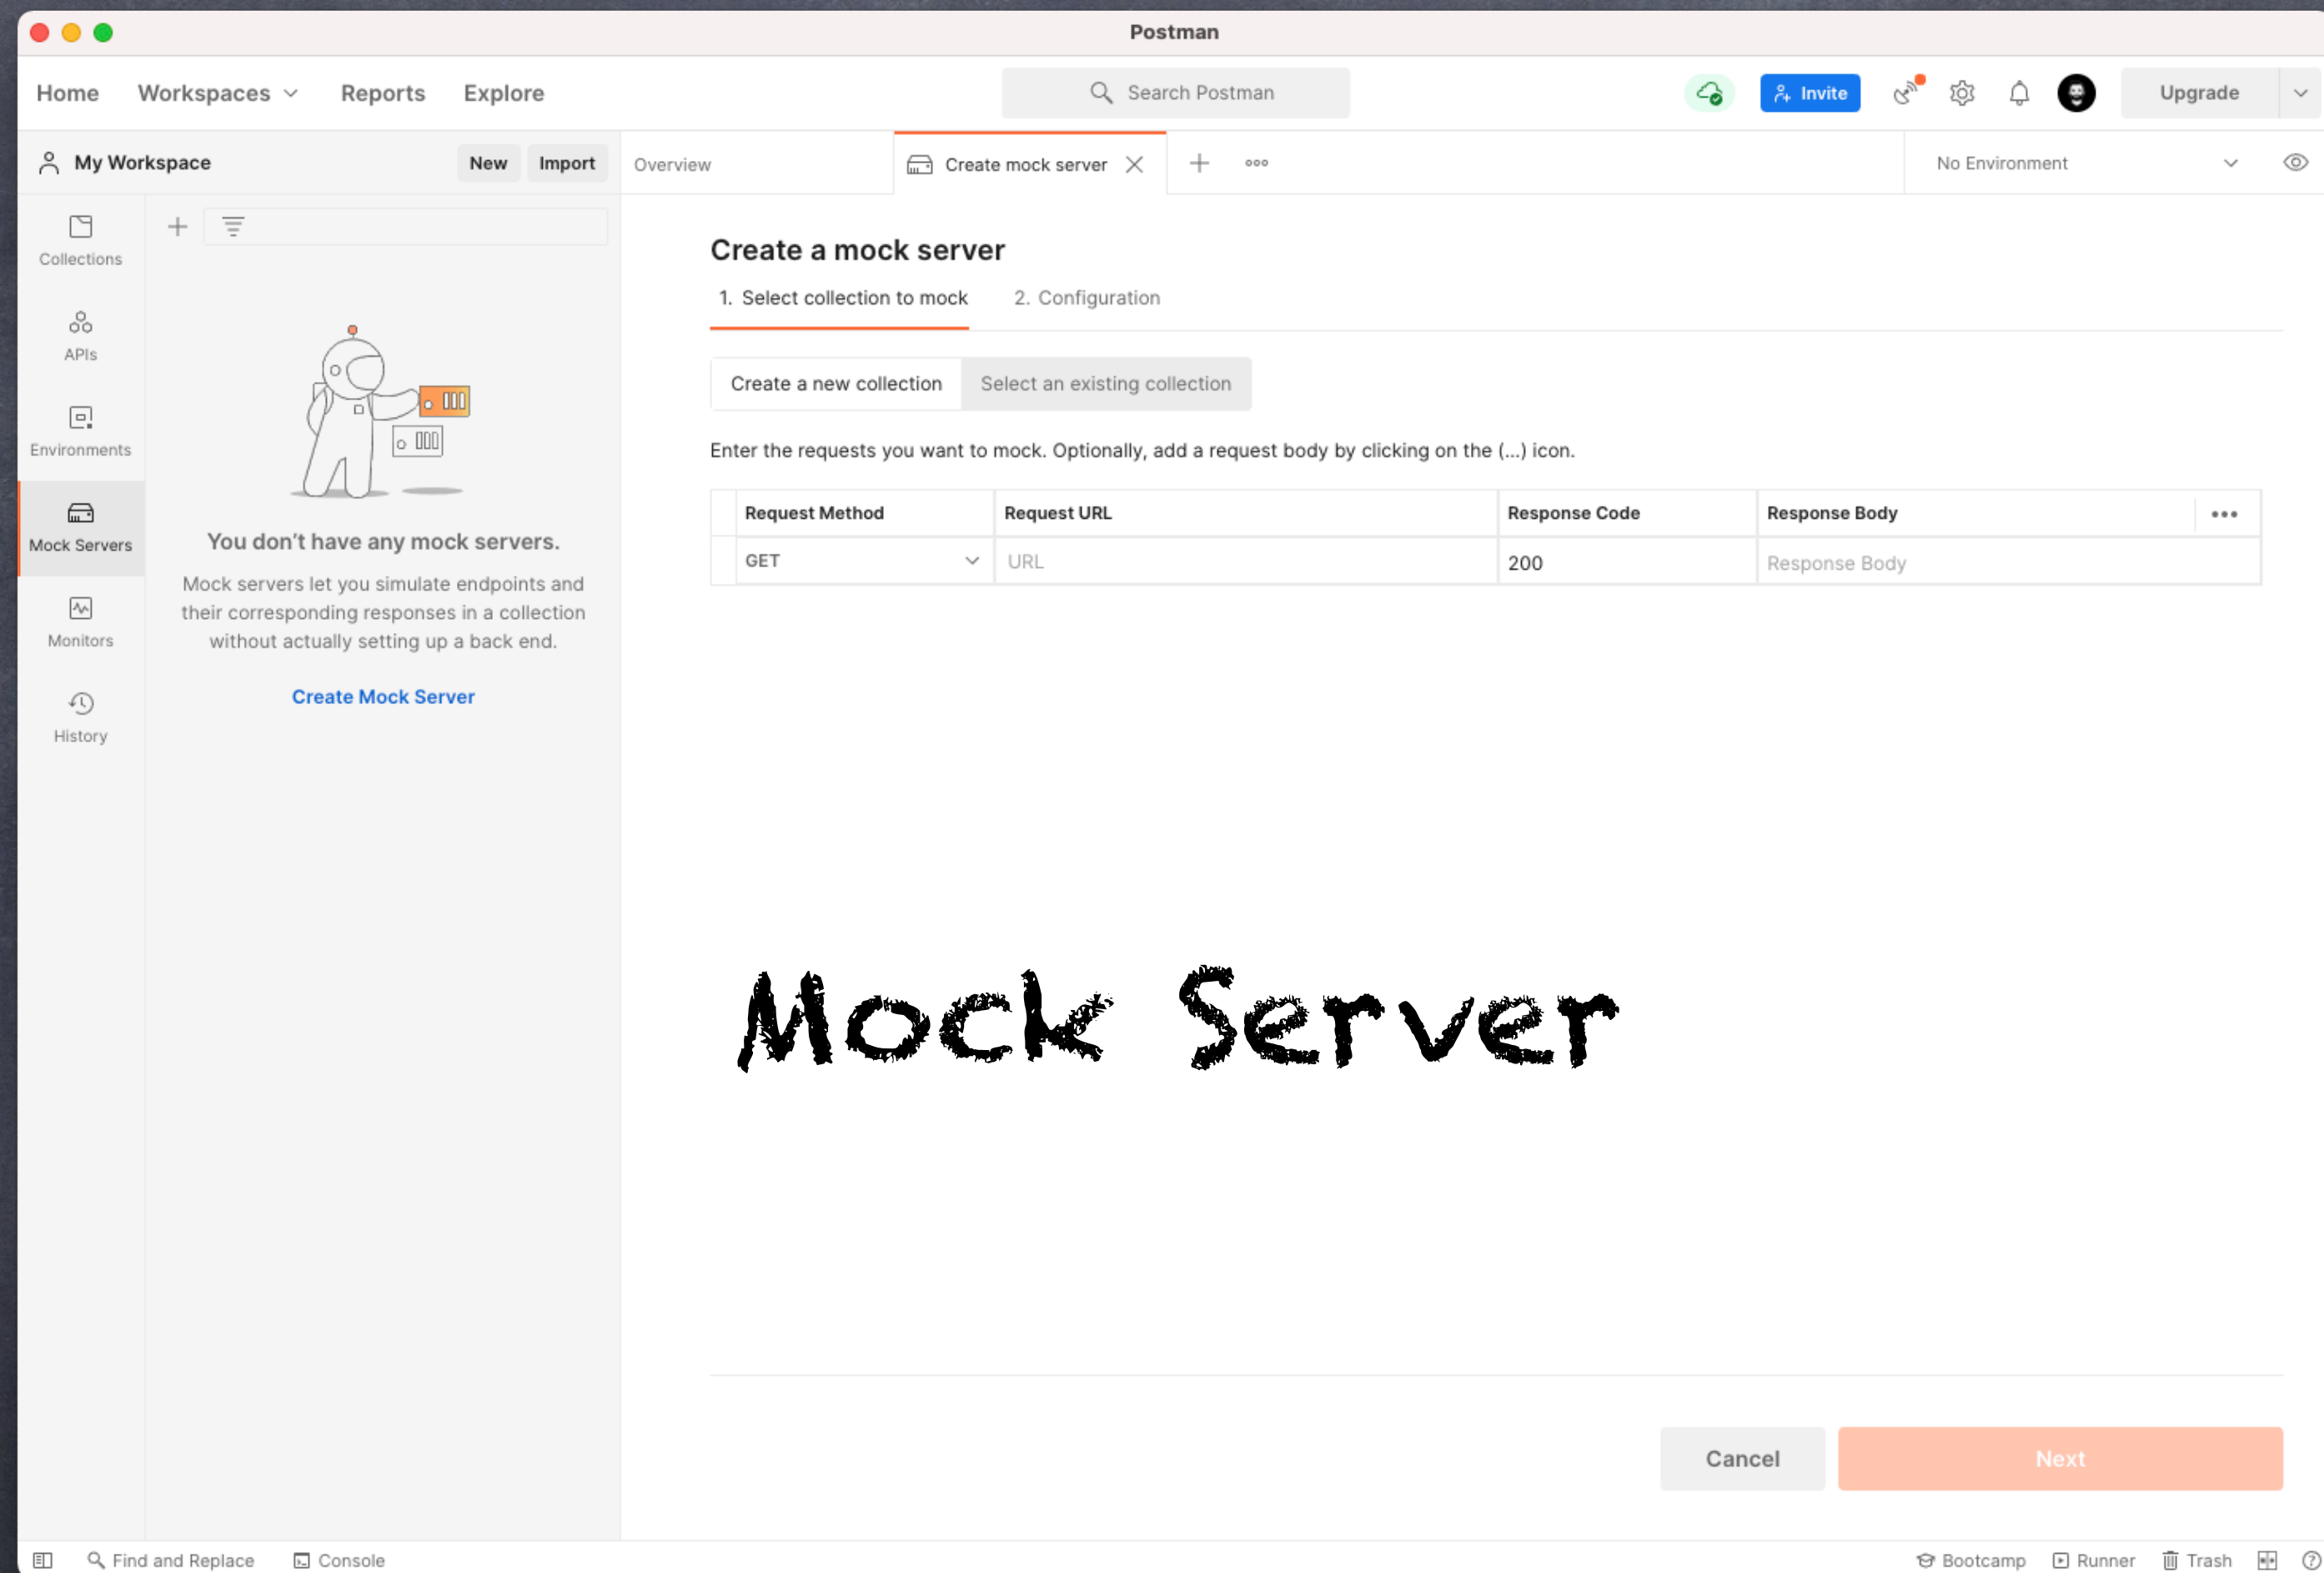 Postman
Home Workspaces Reports Explore Search Postman Invite Upgrade
My Workspace New Import Overview Create mock server No Environment
Collections
APIs
Environments
Mock Servers
Monitors
History
You don’t have any mock servers.
Mock servers let you simulate endpoints and
their corresponding responses in a collection
without actually setting up a back end.
Create Mock Server
Create a mock server
1. Select collection to mock 2. Configuration
Create a new collection Select an existing collection
Enter the requests you want to mock. Optionally, add a request body by clicking on the (...) icon.
Request Method Request URL Response Code Response Body
GET URL 200 Response Body
Mock Server
Cancel Next
Find and Replace Console Bootcamp Runner Trash